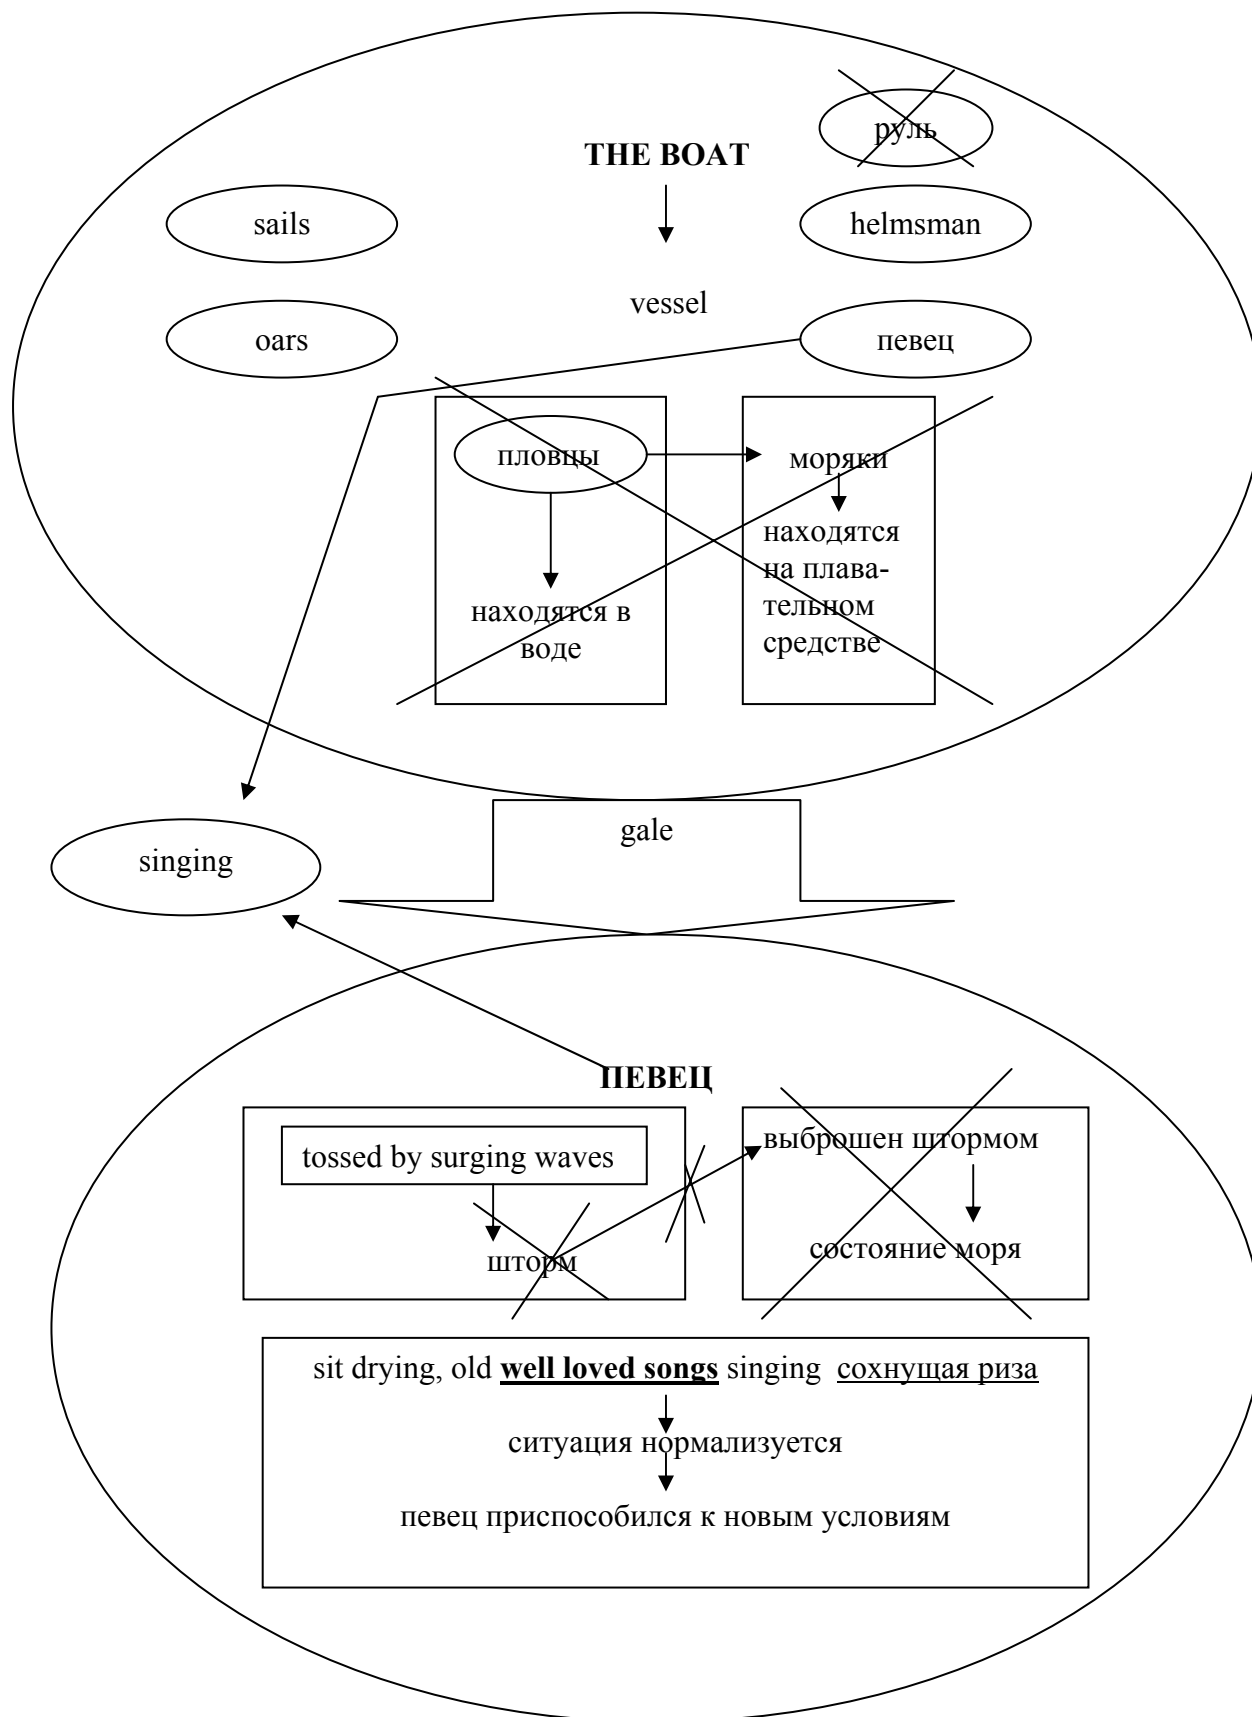 руль
THE BOAT
sails
helmsman
vessel
oars
певец
пловцы
моряки
находятся
на плава-
тельном
средстве
находятся в
воде
gale
singing
ПЕВЕЦ
tossed by surging waves
выброшен штормом
шторм
состояние моря
sit drying, old well loved songs singing сохнущая риза
ситуация нормализуется
певец приспособился к новым условиям